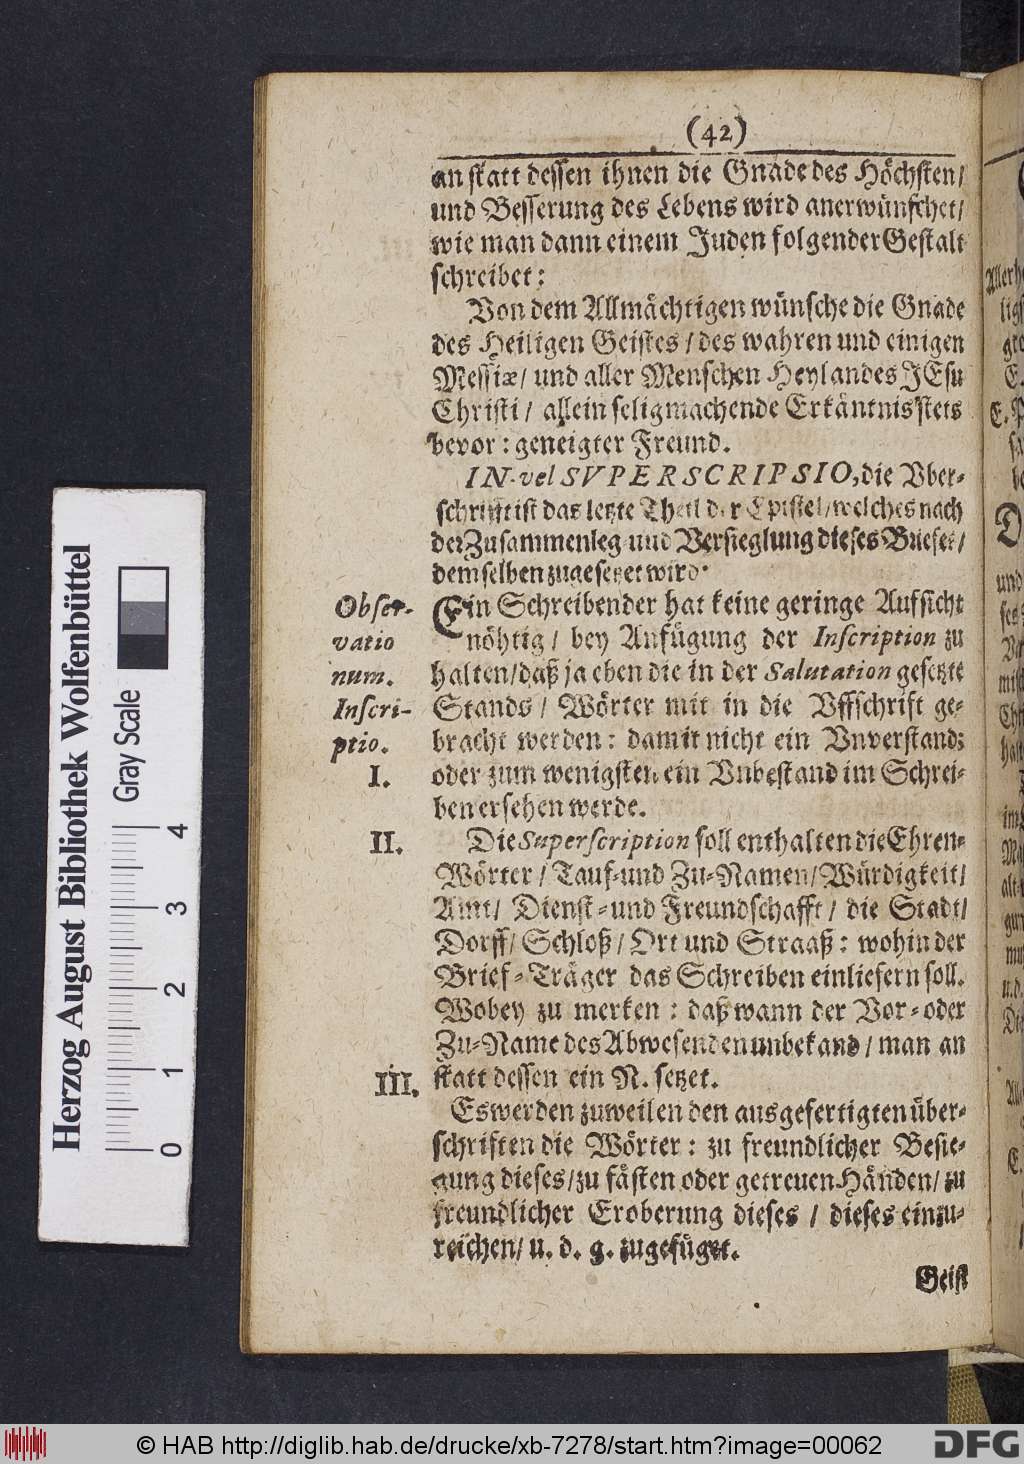 (42)
an statt dessen ihnen die Gnade des Höchsten/
und Besserung des Lebens wird anerwünschet/
wie man dann einem Juden folgender Gestalt
schreibet:
Von dem Allmächtigen wünsche die Gnade
des Heiligen Geistes / des wahren und einigen
Messiæ/ und aller Menschen Heylandes JEsu
Christi / allein seligmachende Erkäntnis stets
bevor: geneigter Freund.
IN- vel SVPERSCRIPSIO, die Vber-
schrifft ist das letzte Theil der Epistel/ welches nach
der Zusammenleg- und Versieglung dieses Briefes/
demselben zugesetzet wird.
Obser-
vatio
num.
Inscri-
ptio.
I.
Ein Schreibender hat keine geringe Aufsicht
nöhtig / bey Anfügung der Inscription zu
halten/ daß ja eben die in der Salutation gesetzte
Stands / Wörter mit in die Vffschrift ge-
bracht werden: damit nicht ein Vnverstand;
oder zum wenigsten ein Vnbestand im Schrei-
ben ersehen werde.
II.
Die Superscription soll enthalten die Ehren-
Wörter / Tauf- und Zu-Namen/ Würdigkeit/
Amt/ Dienst- und Freundschafft / die Stadt/
Dorff/ Schloß / Ort und Straaß: wohin der
Brief-Träger das Schreiben einliefern soll.
Wobey zu merken: daß wann der Vor- oder
Zu-Name des Abwesenden unbekand / man an
statt dessen ein N. setzet.
III.
Es werden zuweilen den ausgefertigten über-
schriften die Wörter: zu freundlicher Besie-
gung dieses/ zu fästen oder getreuen Händen/ zu
freundlicher Eroberung dieses / dieses einzu-
reichen/ u. d. g. zugefüget.
Geist
Herzog August Bibliothek Wolfenbüttel
Gray Scale
0 1 2 3 4
© HAB http://diglib.hab.de/drucke/xb-7278/start.htm?image=00062
DFG